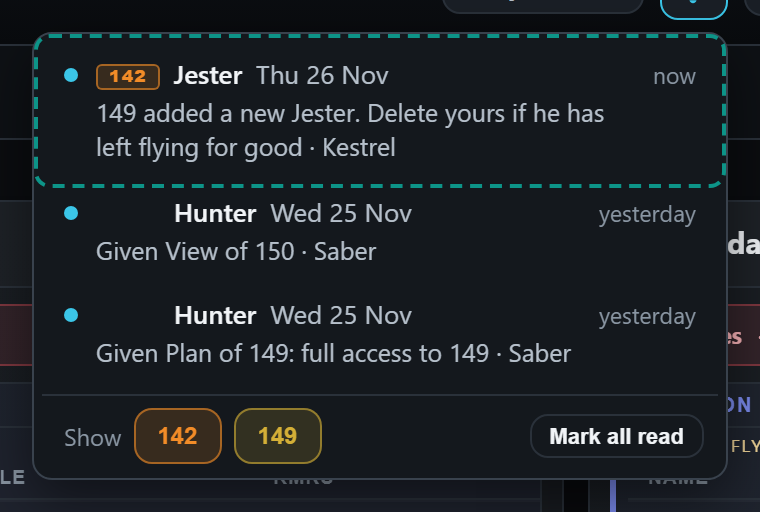 142 Jester Thu 26 Nov now
149 added a new Jester. Delete yours if he has
left flying for good · Kestrel
Hunter Wed 25 Nov yesterday
Given View of 150 · Saber
Hunter Wed 25 Nov yesterday
Given Plan of 149: full access to 149 · Saber
Show 142 149 Mark all read
FLY
NAME